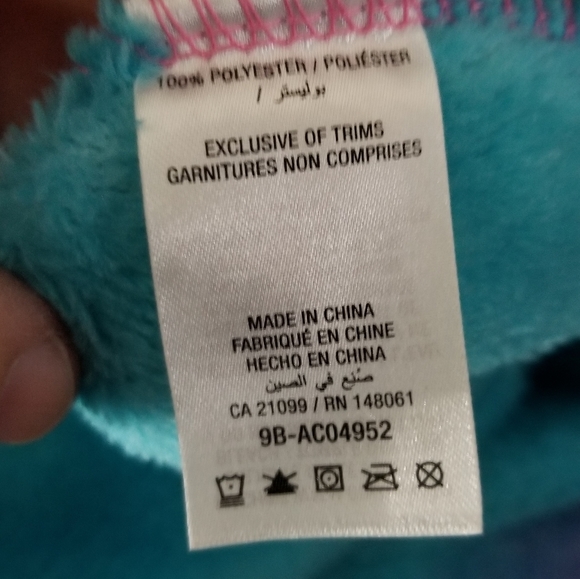 100% POLYESTER / POLIÉSTER
بوليستر /
EXCLUSIVE OF TRIMS
GARNITURES NON COMPRISES
MADE IN CHINA
FABRIQUÉ EN CHINE
HECHO EN CHINA
صنع في الصين
CA 21099 / RN 148061
9B-AC04952